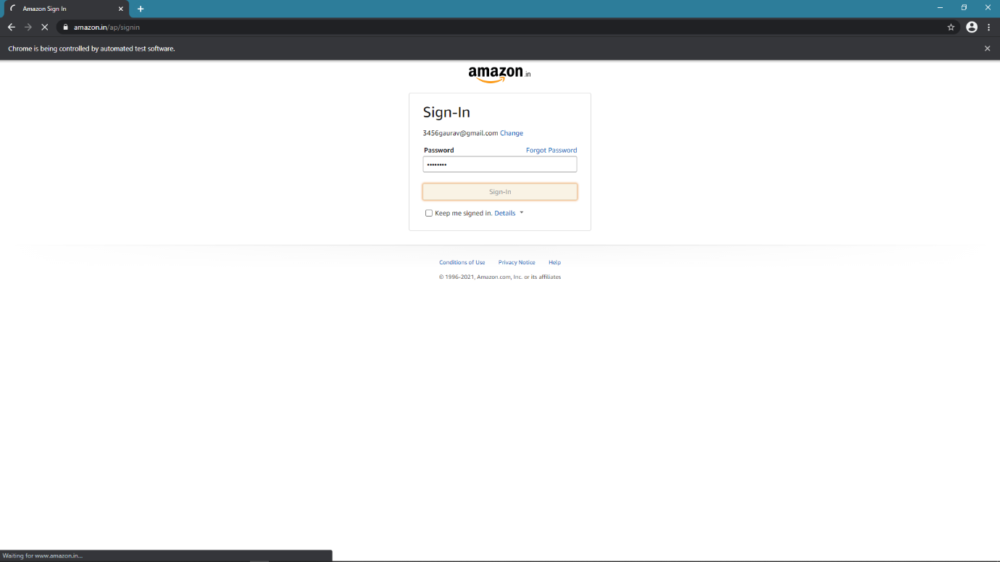 Amazon Sign In
amazon.in/ap/signin
Chrome is being controlled by automated test software.
amazon.in
Sign-In
3456gaurav@gmail.com Change
Password Forgot Password
••••••••
Sign-In
Keep me signed in. Details
Conditions of Use Privacy Notice Help
© 1996-2021, Amazon.com, Inc. or its affiliates
Waiting for www.amazon.in...